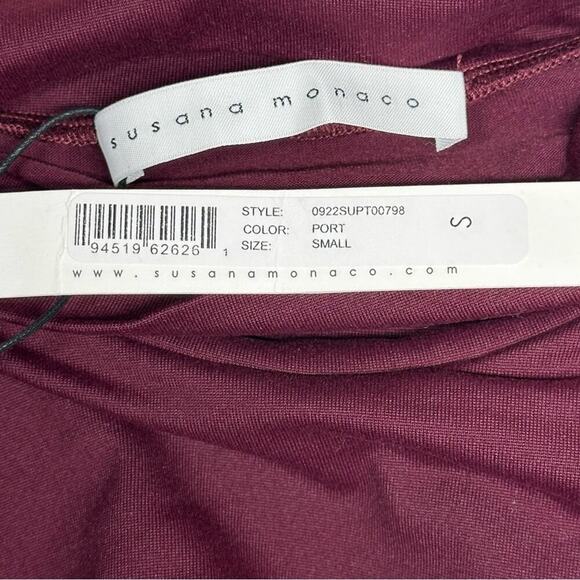 susana monaco
STYLE: 0922SUPT00798
COLOR: PORT
SIZE: SMALL
S
94519 62626 1
www.susanamonaco.com